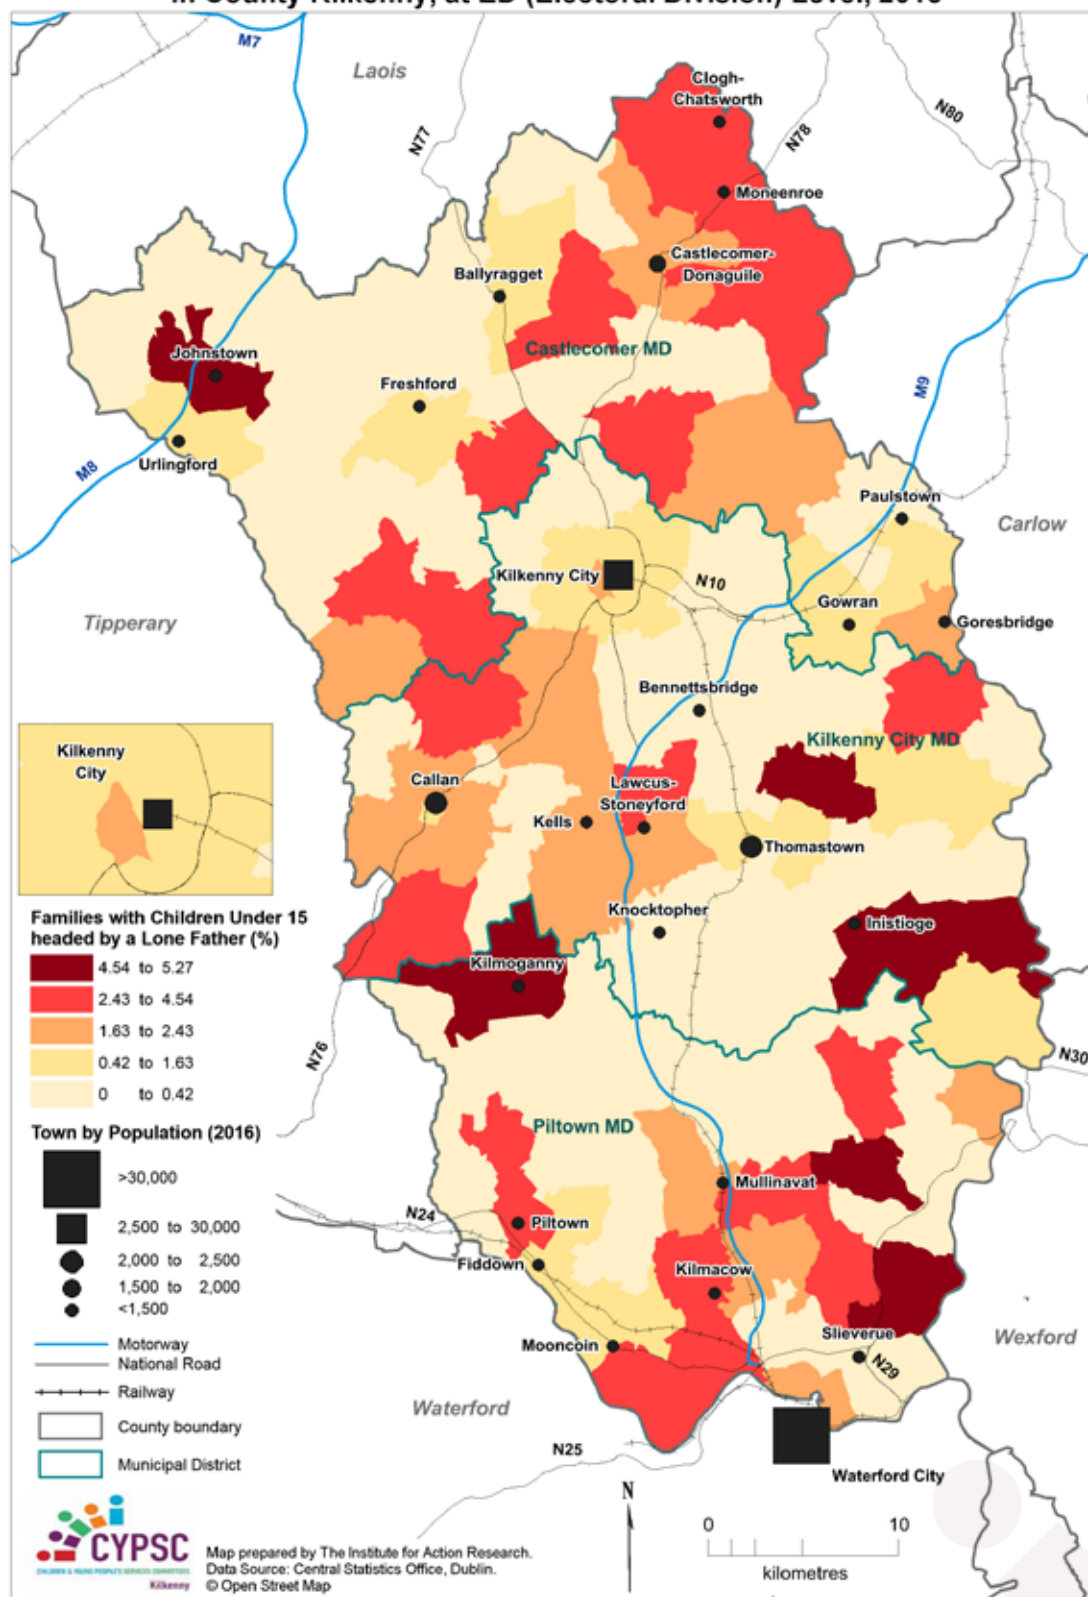 in County Kilkenny, at ED (Electoral Division) Level, 2016
M7
Laois
Clogh-
Chatsworth
N77
N78
N80
Moneenroe
Castlecomer-
Donaguile
Ballyragget
Castlecomer MD
Johnstown
Freshford
M9
Urlingford
M8
Paulstown
Carlow
Kilkenny City
N10
Gowran
Goresbridge
Tipperary
Bennettsbridge
Kilkenny City MD
Kilkenny
City
Callan
Lawcus-
Stoneyford
Kells
Thomastown
Knocktopher
Inistioge
Kilmoganny
Families with Children Under 15
headed by a Lone Father (%)
4.54 to 5.27
2.43 to 4.54
1.63 to 2.43
0.42 to 1.63
0 to 0.42
N76
N30
Town by Population (2016)
>30,000
2,500 to 30,000
2,000 to 2,500
1,500 to 2,000
<1,500
Piltown MD
Mullinavat
N24
Piltown
Fiddown
Kilmacow
Mooncoin
Slieverue
N29
Wexford
Motorway
National Road
Railway
County boundary
Municipal District
Waterford
N25
Waterford City
N
0 10
kilometres
CYPSC
CHILDREN & YOUNG PEOPLE'S SERVICES COMMITTEES
Kilkenny
Map prepared by The Institute for Action Research.
Data Source: Central Statistics Office, Dublin.
© Open Street Map